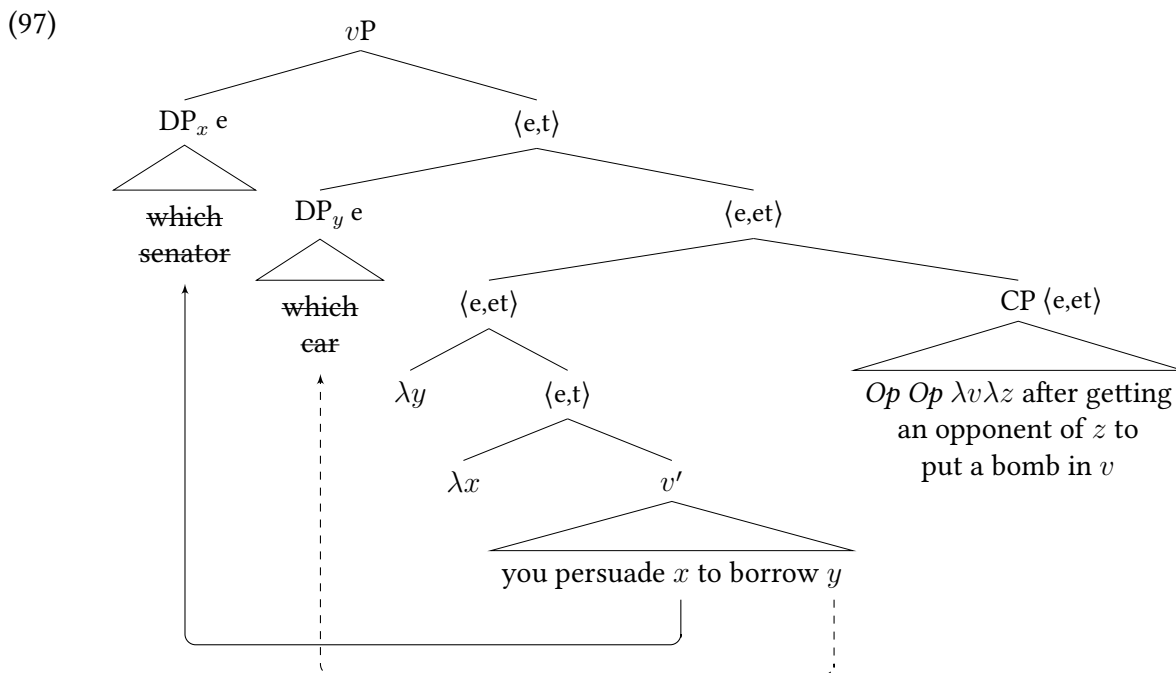 (97)
vP
DPₓ e
⟨e,t⟩
which
senator
DPᵧ e
⟨e,et⟩
which
car
⟨e,et⟩
CP ⟨e,et⟩
λy
⟨e,t⟩
Op Op λvλz after getting
an opponent of z to
put a bomb in v
λx
v′
you persuade x to borrow y